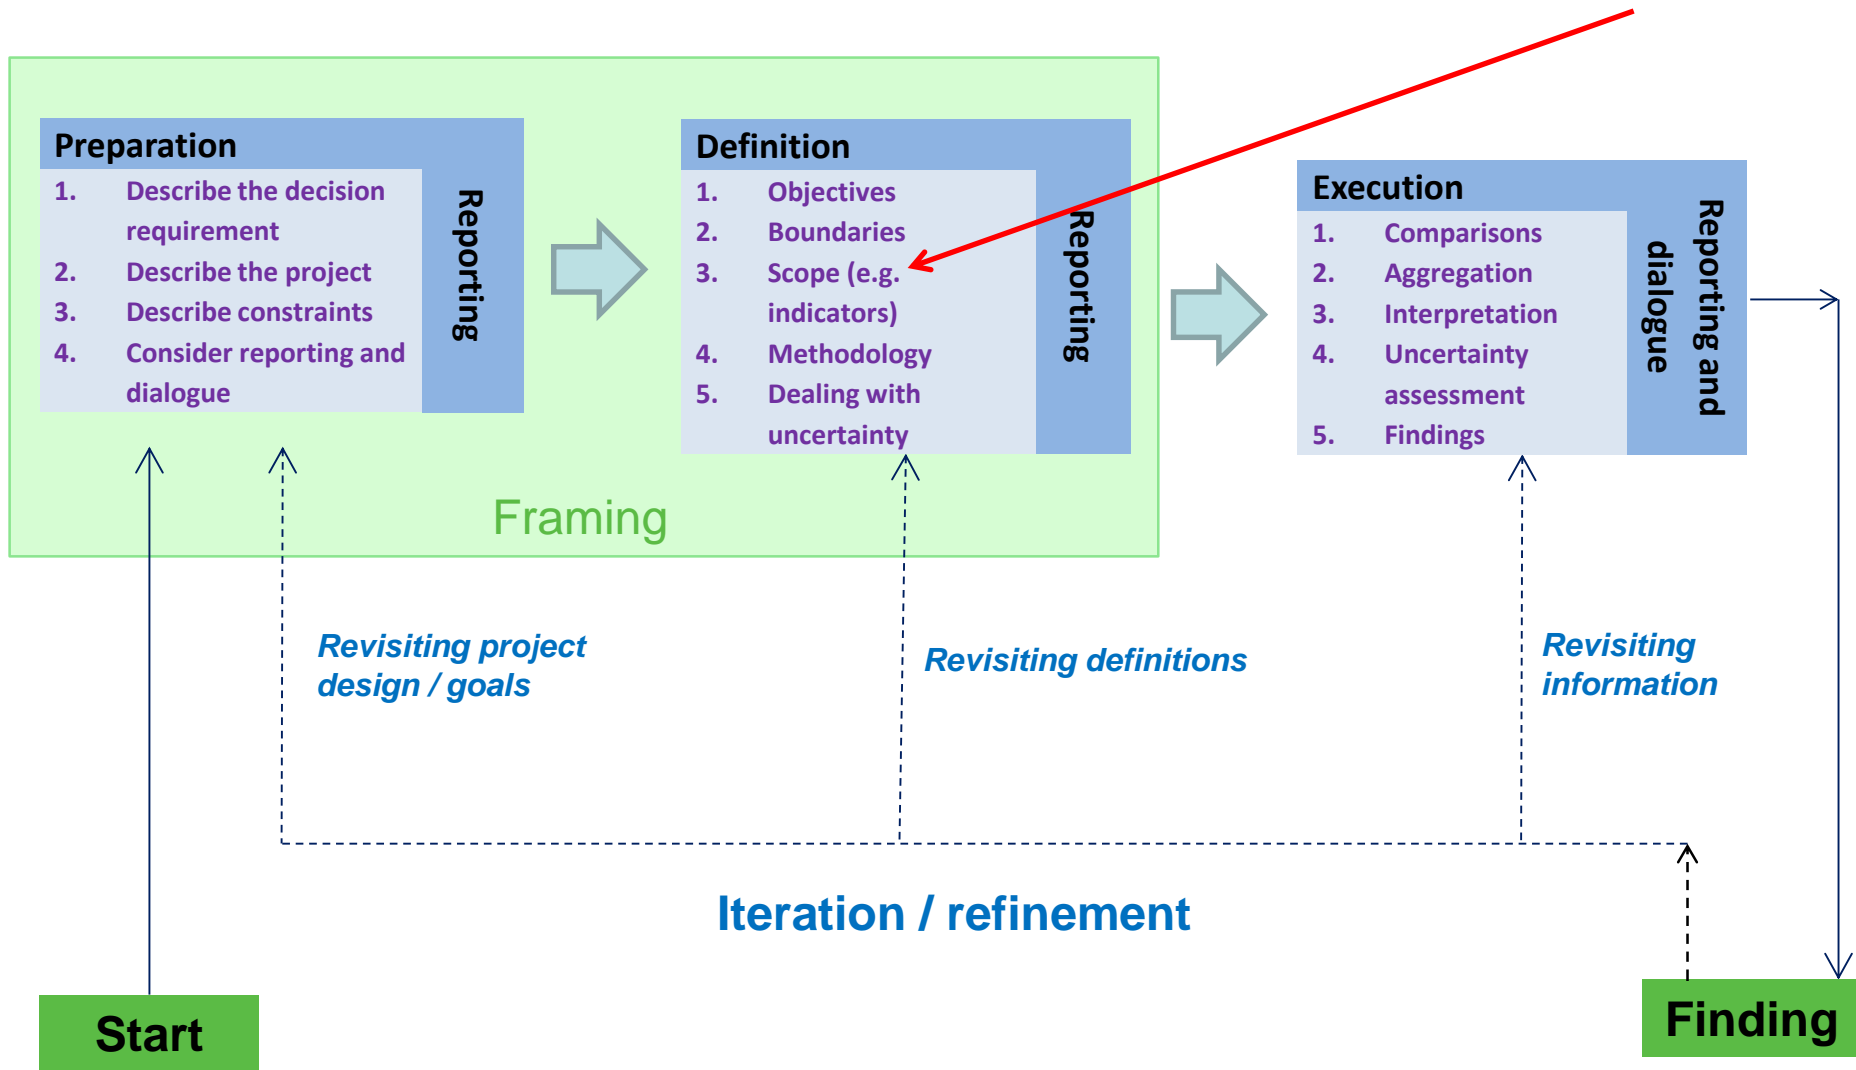 Preparation
1. Describe the decision
requirement
2. Describe the project
3. Describe constraints
4. Consider reporting and
dialogue
Reporting
Definition
1. Objectives
2. Boundaries
3. Scope (e.g.
indicators)
4. Methodology
5. Dealing with
uncertainty
Reporting
Execution
1. Comparisons
2. Aggregation
3. Interpretation
4. Uncertainty
assessment
5. Findings
Reporting and
dialogue
Framing
Revisiting project
design / goals
Revisiting definitions
Revisiting
information
Iteration / refinement
Start
Finding